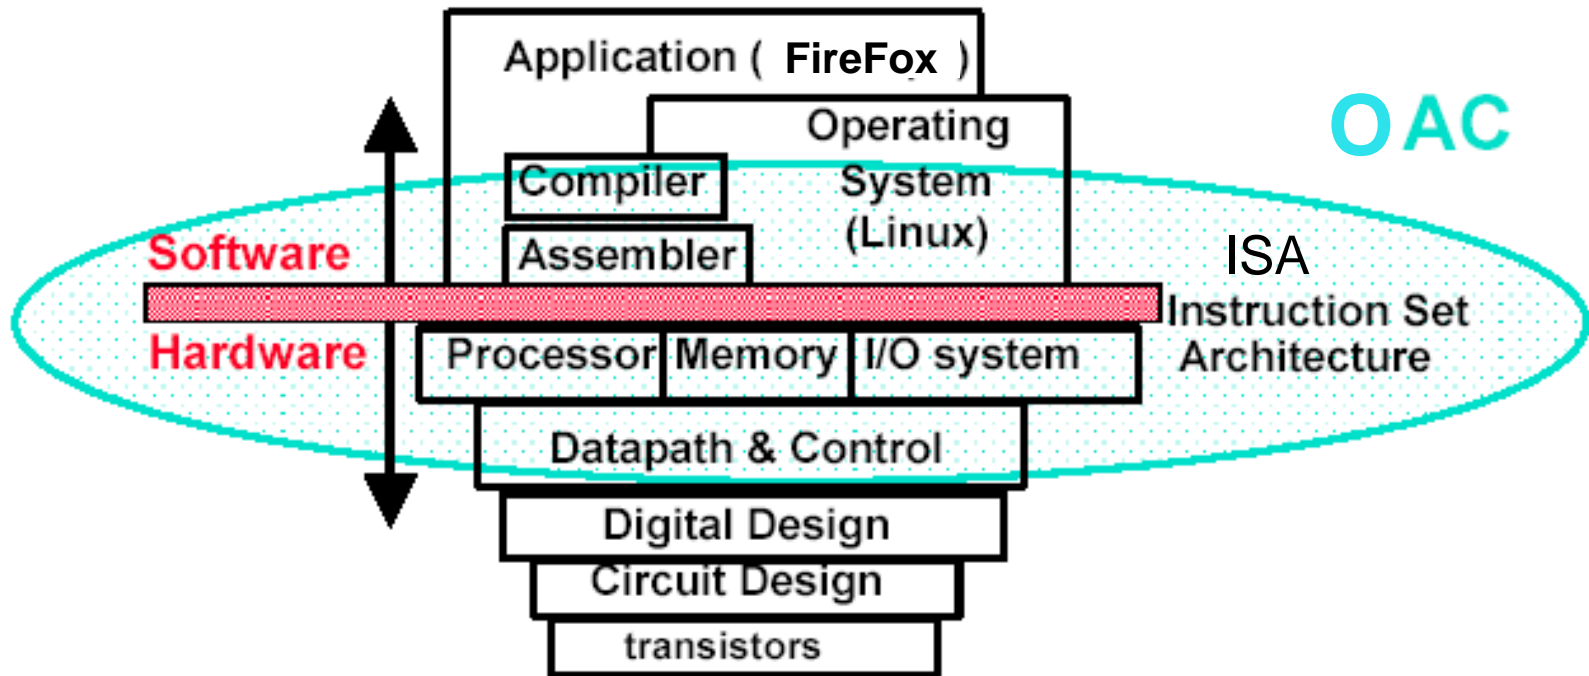 Application ( FireFox )
Operating
System
(Linux)
O AC
Compiler
Assembler
Software
ISA
Instruction Set
Architecture
Hardware
Processor Memory I/O system
Datapath & Control
Digital Design
Circuit Design
transistors